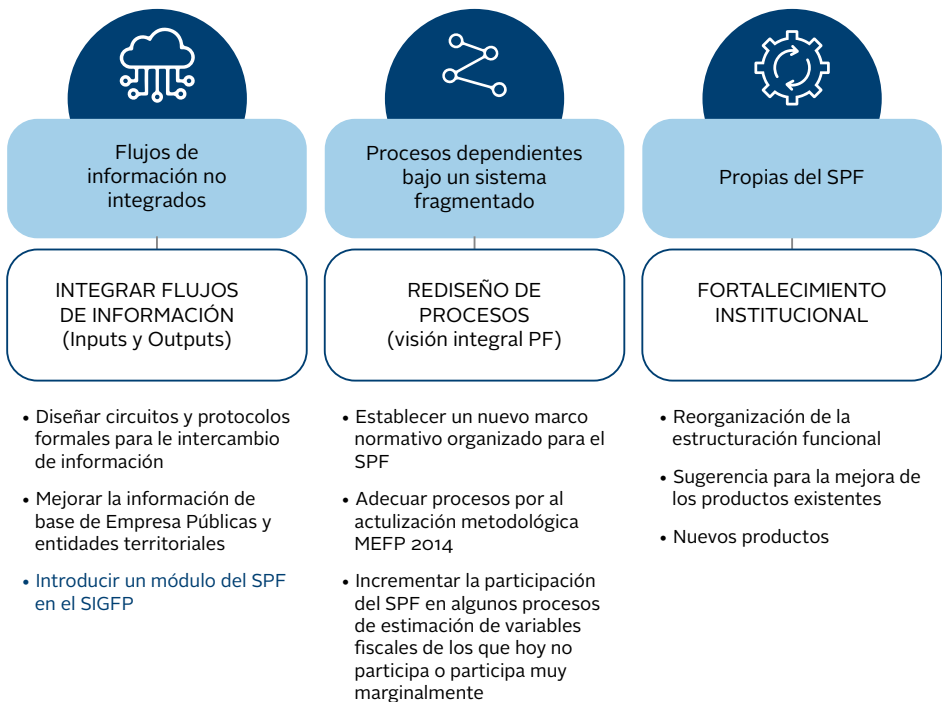 Flujos de
información no
integrados
INTEGRAR FLUJOS
DE INFORMACIÓN
(Inputs y Outputs)
• Diseñar circuitos y protocolos
formales para le intercambio
de información
• Mejorar la información de
base de Empresa Públicas y
entidades territoriales
• Introducir un módulo del SPF
en el SIGFP
Procesos dependientes
bajo un sistema
fragmentado
REDISEÑO DE
PROCESOS
(visión integral PF)
• Establecer un nuevo marco
normativo organizado para el
SPF
• Adecuar procesos por al
actulización metodológica
MEFP 2014
• Incrementar la participación
del SPF en algunos procesos
de estimación de variables
fiscales de los que hoy no
participa o participa muy
marginalmente
Propias del SPF
FORTALECIMIENTO
INSTITUCIONAL
• Reorganización de la
estructuración funcional
• Sugerencia para la mejora de
los productos existentes
• Nuevos productos